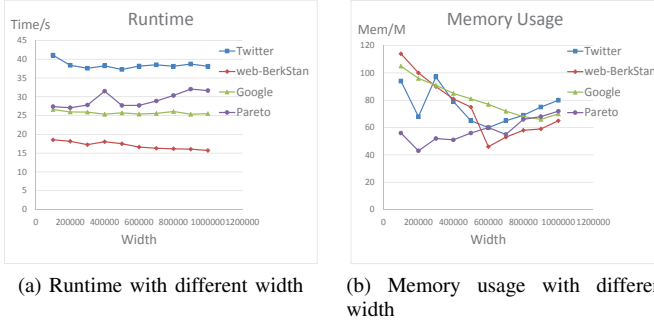 Runtime
Time/s
45
40
35
30
25
20
15
10
5
0
0 200000 400000 600000 800000 1000000 1200000
Width
Twitter
web-BerkStan
Google
Pareto
(a) Runtime with different width
Memory Usage
Mem/M
120
100
80
60
40
20
0
0 200000 400000 600000 800000 1000000 1200000
Width
Twitter
web-BerkStan
Google
Pareto
(b) Memory usage with differen
width